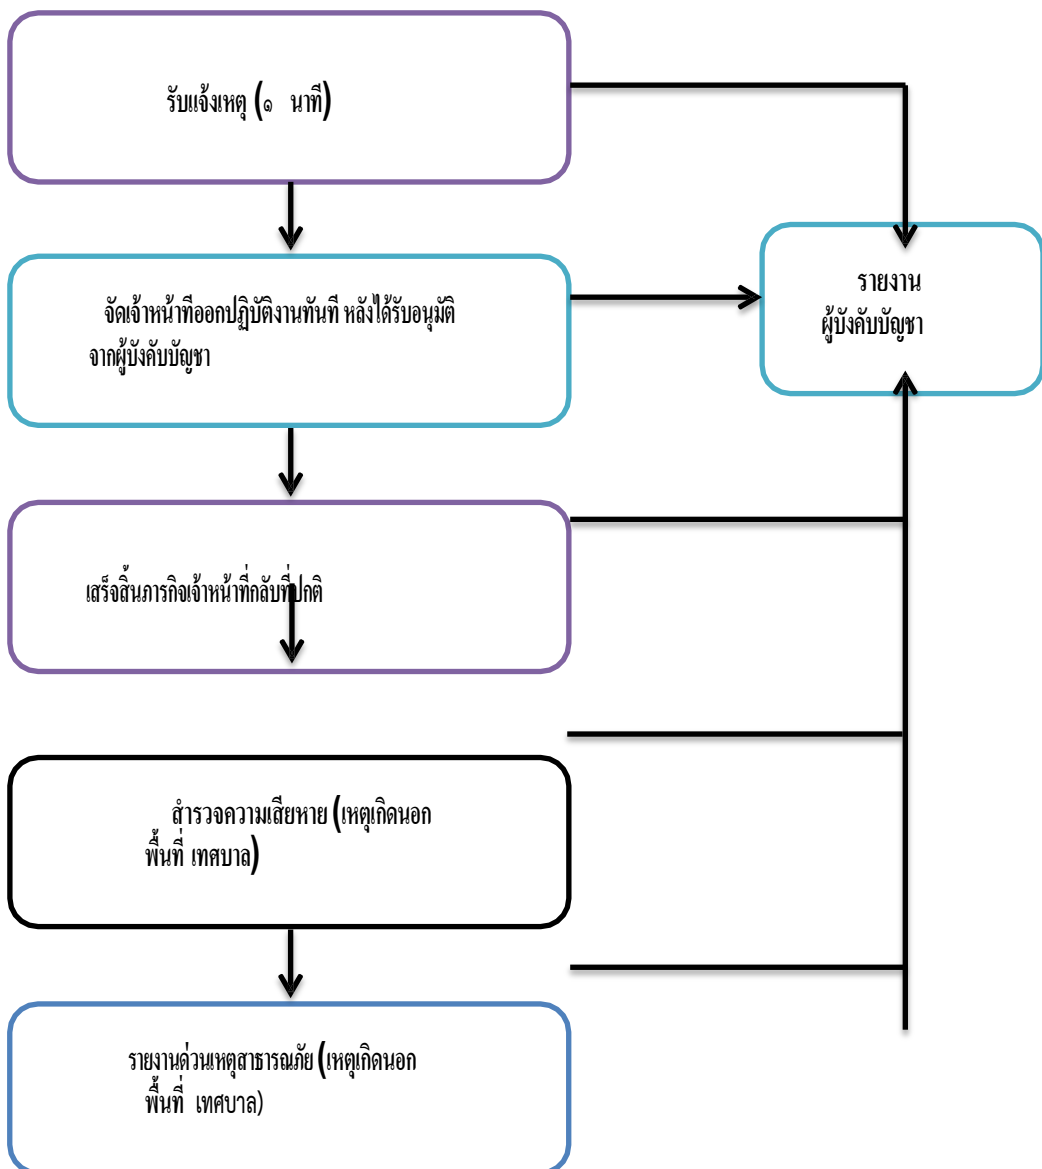 รับแจ้งเหตุ (๑ นาที)
จัดเจ้าหน้าที่ออกปฏิบัติงานทันที หลังได้รับอนุมัติ
จากผู้บังคับบัญชา
รายงาน
ผู้บังคับบัญชา
เสร็จสิ้นภารกิจเจ้าหน้าที่กลับที่ปกติ
สำรวจความเสียหาย (เหตุเกิดนอก
พื้นที่ เทศบาล)
รายงานด่วนเหตุสาธารณภัย (เหตุเกิดนอก
พื้นที่ เทศบาล)